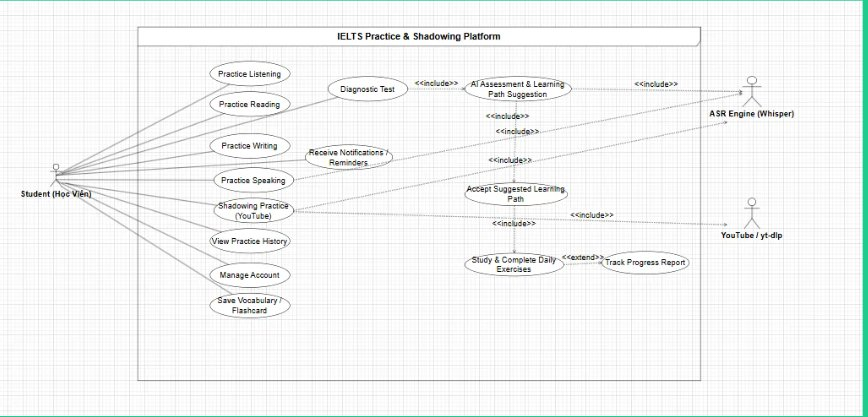 IELTS Practice & Shadowing Platform
Practice Listening
Practice Reading
Diagnostic Test
<<include>>
AI Assessment & Learning
Path Suggestion
<<include>>
ASR Engine (Whisper)
<<include>>
<<include>>
Practice Writing
Receive Notifications /
Reminders
<<include>>
Student (Học Viên)
Practice Speaking
Accept Suggested Learning
Path
Shadowing Practice
(YouTube)
<<include>>
<<include>>
YouTube / yt-dlp
View Practice History
Study & Complete Daily
Exercises
<<extend>>
Track Progress Report
Manage Account
Save Vocabulary /
Flashcard